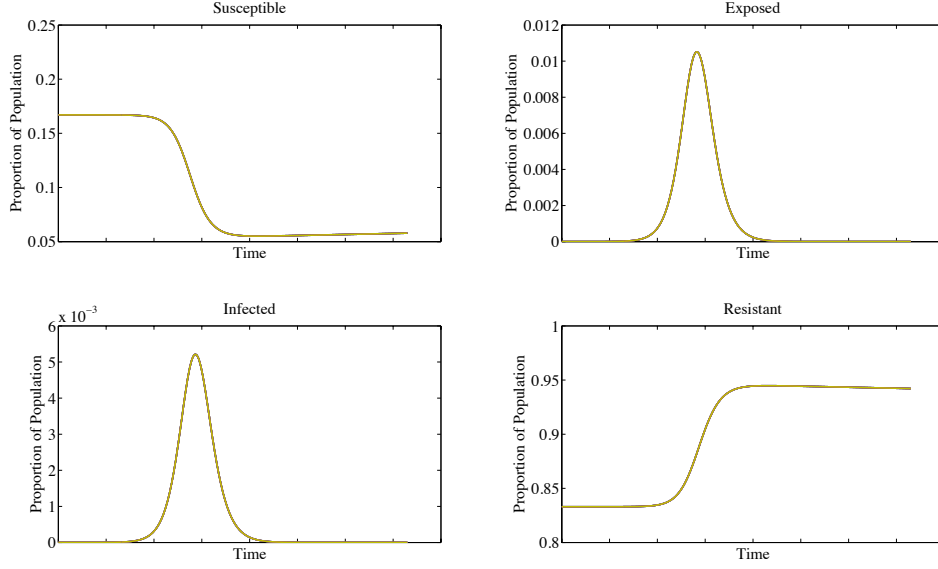 Susceptible
Proportion of Population
0.25
0.2
0.15
0.1
0.05
Time
Exposed
Proportion of Population
0.012
0.01
0.008
0.006
0.004
0.002
0
Time
Infected
x 10⁻³
Proportion of Population
6
5
4
3
2
1
0
Time
Resistant
Proportion of Population
1
0.95
0.9
0.85
0.8
Time